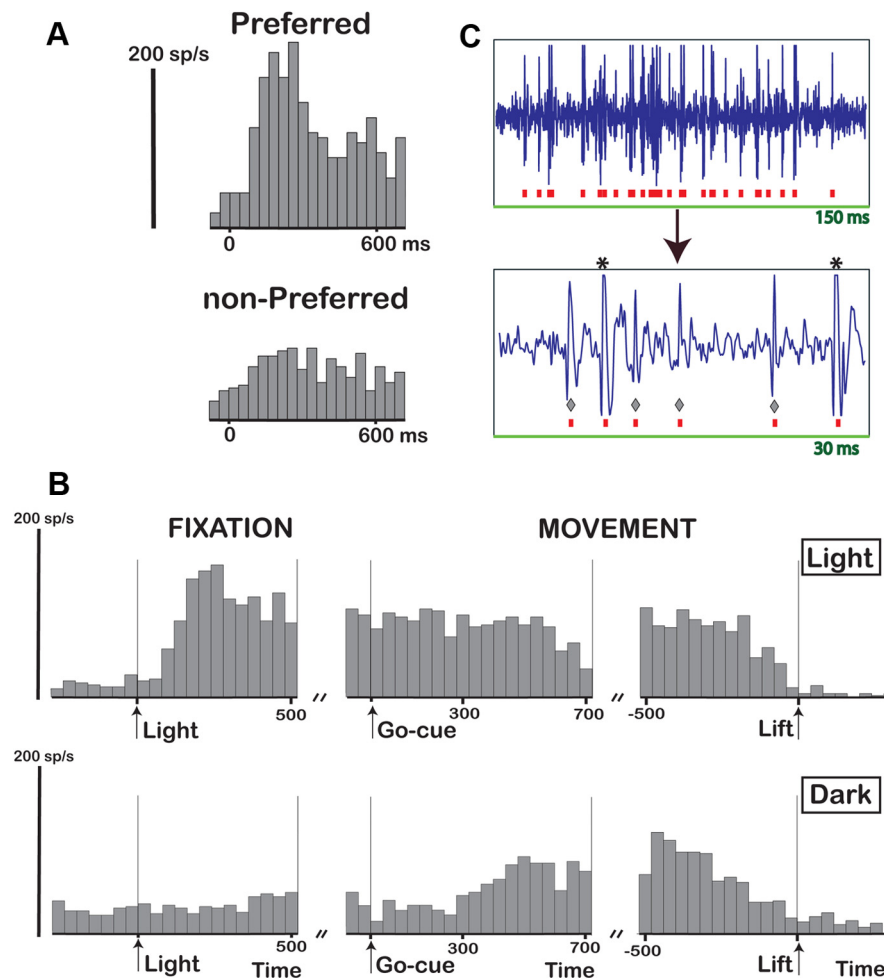 A
Preferred
200 sp/s
0
600 ms
non-Preferred
0
600 ms
C
150 ms
*
*
30 ms
B
200 sp/s
FIXATION
MOVEMENT
Light
Light
500
//
Go-cue
300
700
//
-500
Lift
200 sp/s
Dark
Light
500
Time
//
Go-cue
300
700
//
-500
Lift
Time